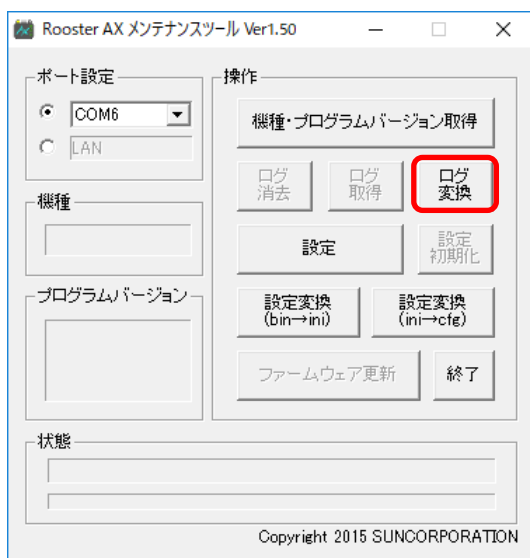 Rooster AX メンテナンスツール Ver1.50
ポート設定
COM6
LAN
機種
プログラムバージョン
操作
機種・プログラムバージョン取得
ログ
消去
ログ
取得
ログ
変換
設定
設定
初期化
設定変換
(bin→ini)
設定変換
(ini→cfg)
ファームウェア更新
終了
状態
Copyright 2015 SUNCORPORATION